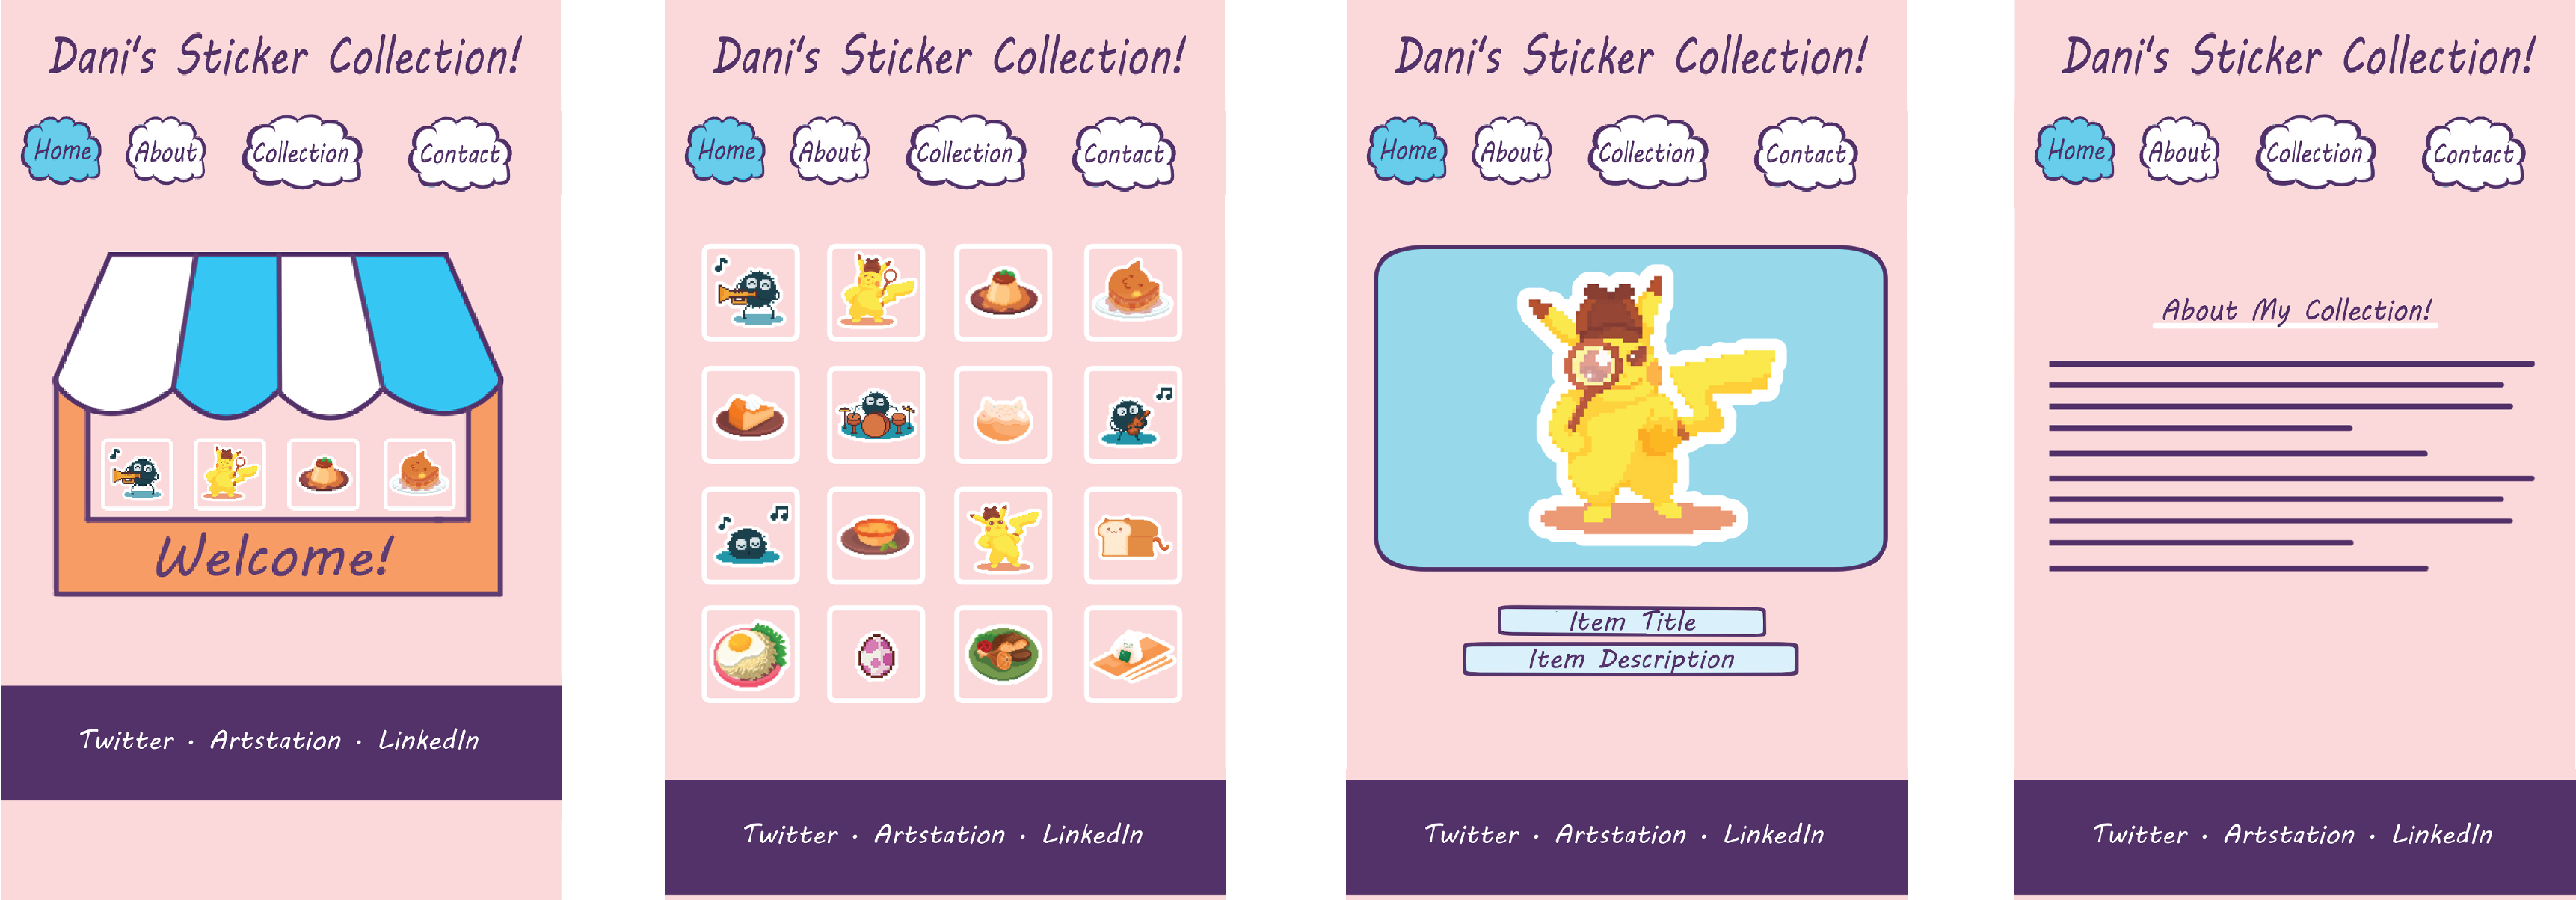 Dani's Sticker Collection!
Home About Collection Contact
Welcome!
Twitter · Artstation · LinkedIn
Dani's Sticker Collection!
Home About Collection Contact
Twitter · Artstation · LinkedIn
Dani's Sticker Collection!
Home About Collection Contact
Item Title
Item Description
Twitter · Artstation · LinkedIn
Dani's Sticker Collection!
Home About Collection Contact
About My Collection!
Twitter · Artstation · LinkedIn